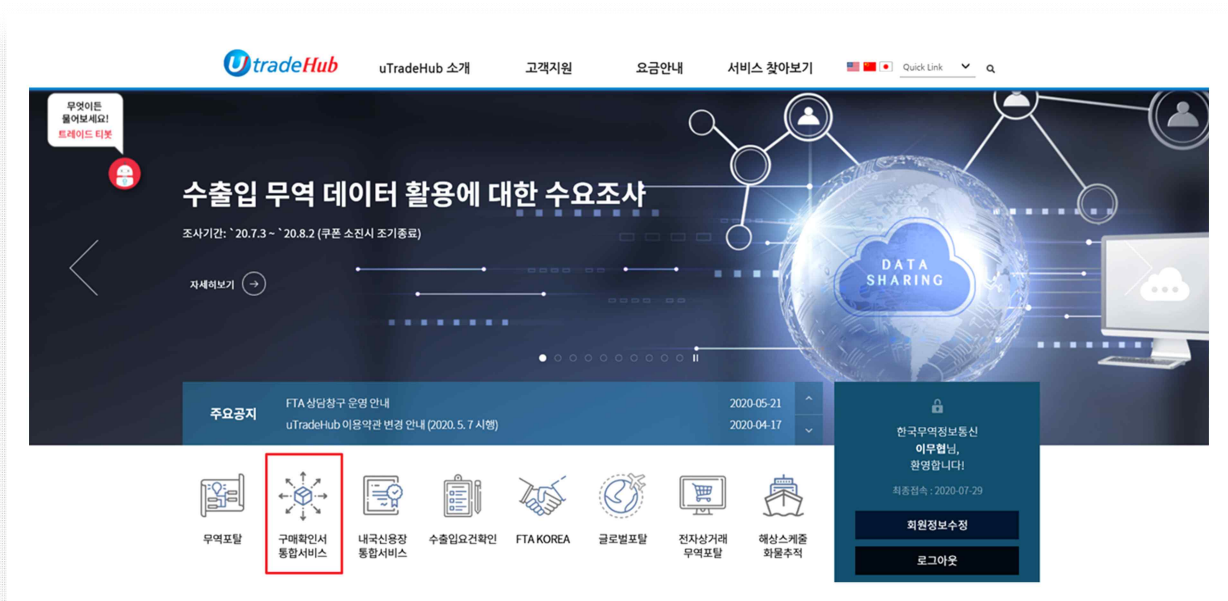 UtradeHub
uTradeHub 소개
고객지원
요금안내
서비스 찾아보기
Quick Link
무엇이든
물어보세요!
트레이드 티봇
수출입 무역 데이터 활용에 대한 수요조사
조사기간: `20.7.3 ~ `20.8.2 (쿠폰 소진시 조기종료)
자세히보기
DATA
SHARING
주요공지
FTA 상담창구 운영 안내 2020-05-21
uTradeHub 이용약관 변경 안내 (2020. 5. 7 시행) 2020-04-17
한국무역정보통신
이무협님,
환영합니다!
최종접속 : 2020-07-29
회원정보수정
로그아웃
무역포탈
구매확인서
통합서비스
내국신용장
통합서비스
수출입요건확인
FTA KOREA
글로벌포탈
전자상거래
무역포탈
해상스케줄
화물추적